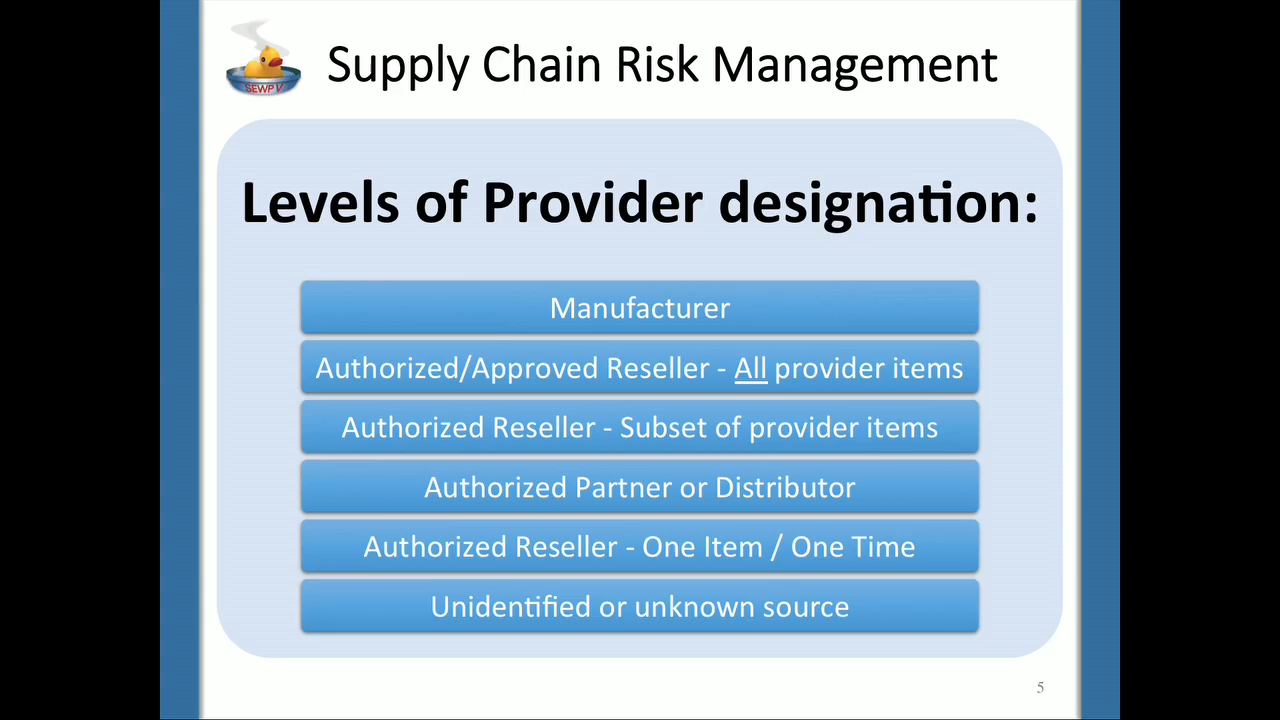 SEWP V
Supply Chain Risk Management
Levels of Provider designation:
Manufacturer
Authorized/Approved Reseller - All provider items
Authorized Reseller - Subset of provider items
Authorized Partner or Distributor
Authorized Reseller - One Item / One Time
Unidentified or unknown source
5